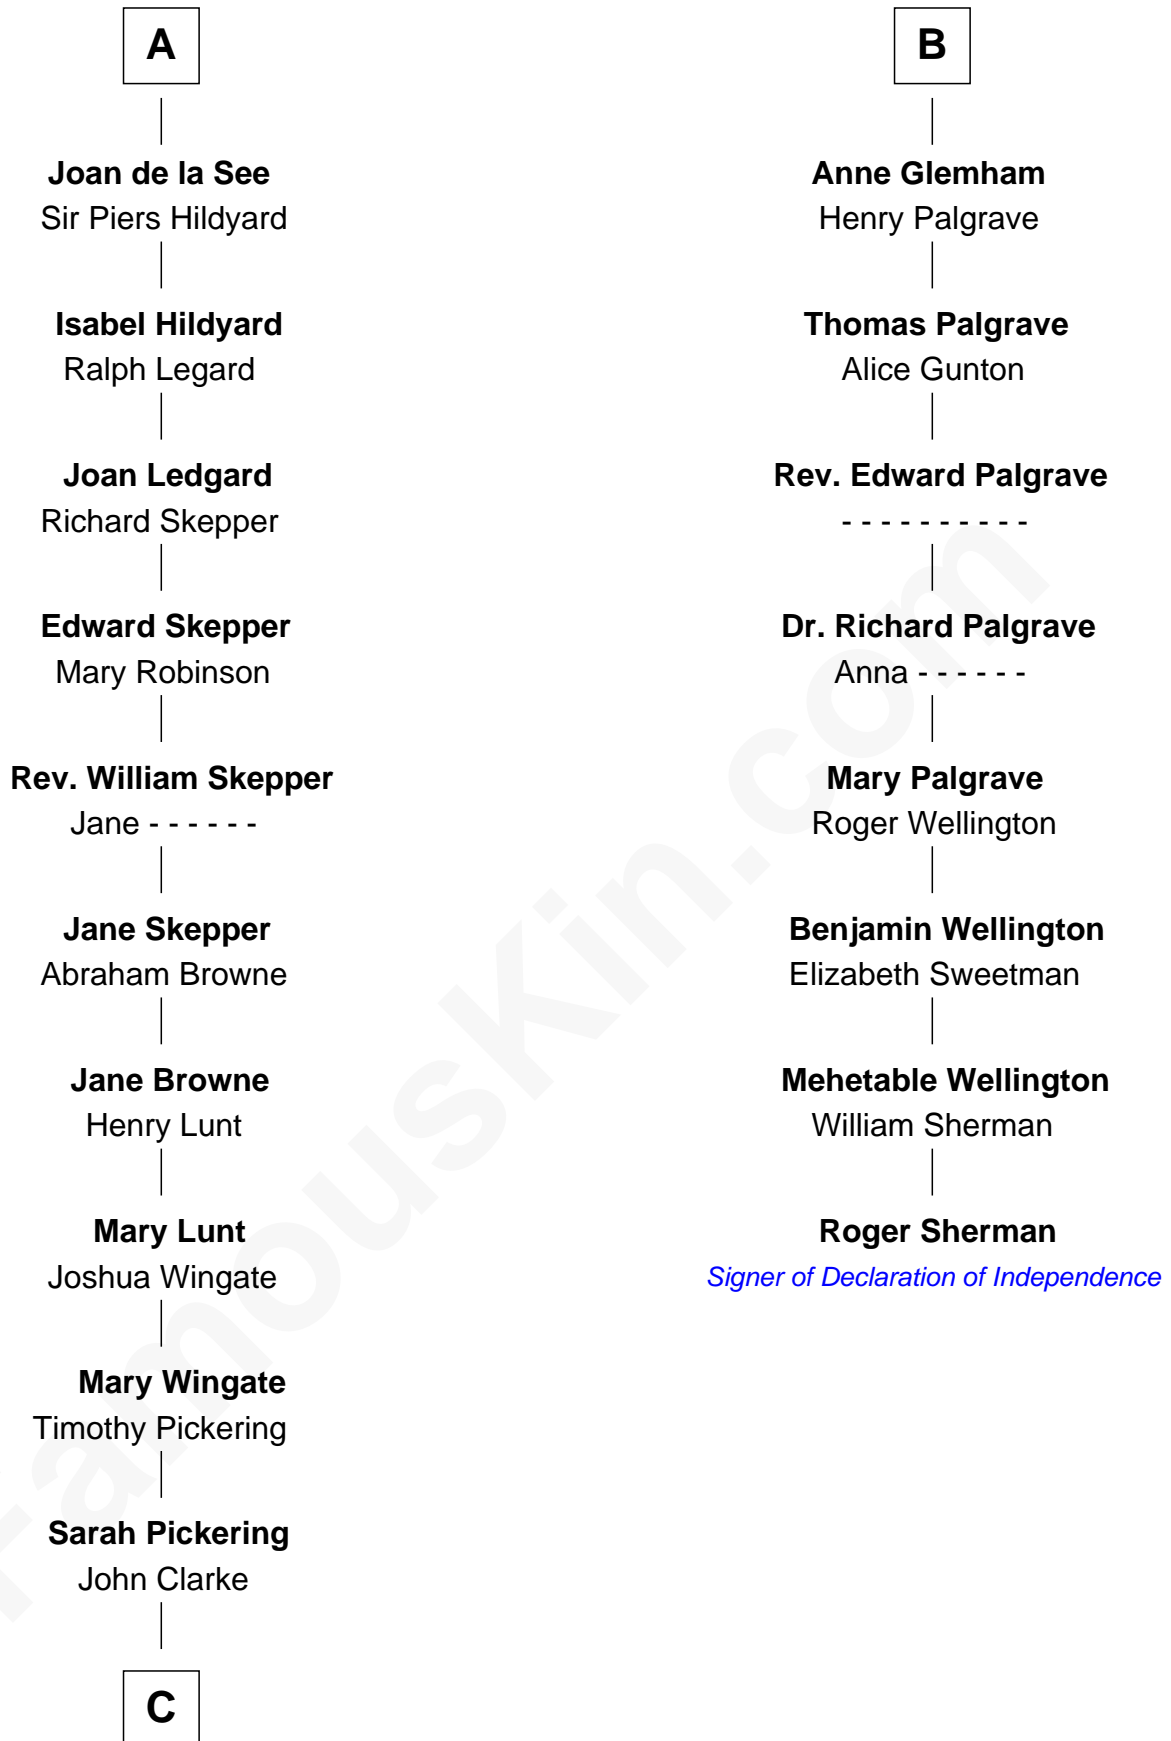 A
Joan de la See
Sir Piers Hildyard
Isabel Hildyard
Ralph Legard
Joan Ledgard
Richard Skepper
Edward Skepper
Mary Robinson
Rev. William Skepper
Jane - - - - - -
Jane Skepper
Abraham Browne
Jane Browne
Henry Lunt
Mary Lunt
Joshua Wingate
Mary Wingate
Timothy Pickering
Sarah Pickering
John Clarke
C
B
Anne Glemham
Henry Palgrave
Thomas Palgrave
Alice Gunton
Rev. Edward Palgrave
- - - - - - - - - -
Dr. Richard Palgrave
Anna - - - - - -
Mary Palgrave
Roger Wellington
Benjamin Wellington
Elizabeth Sweetman
Mehetable Wellington
William Sherman
Roger Sherman
Signer of Declaration of Independence
FamousKin.com